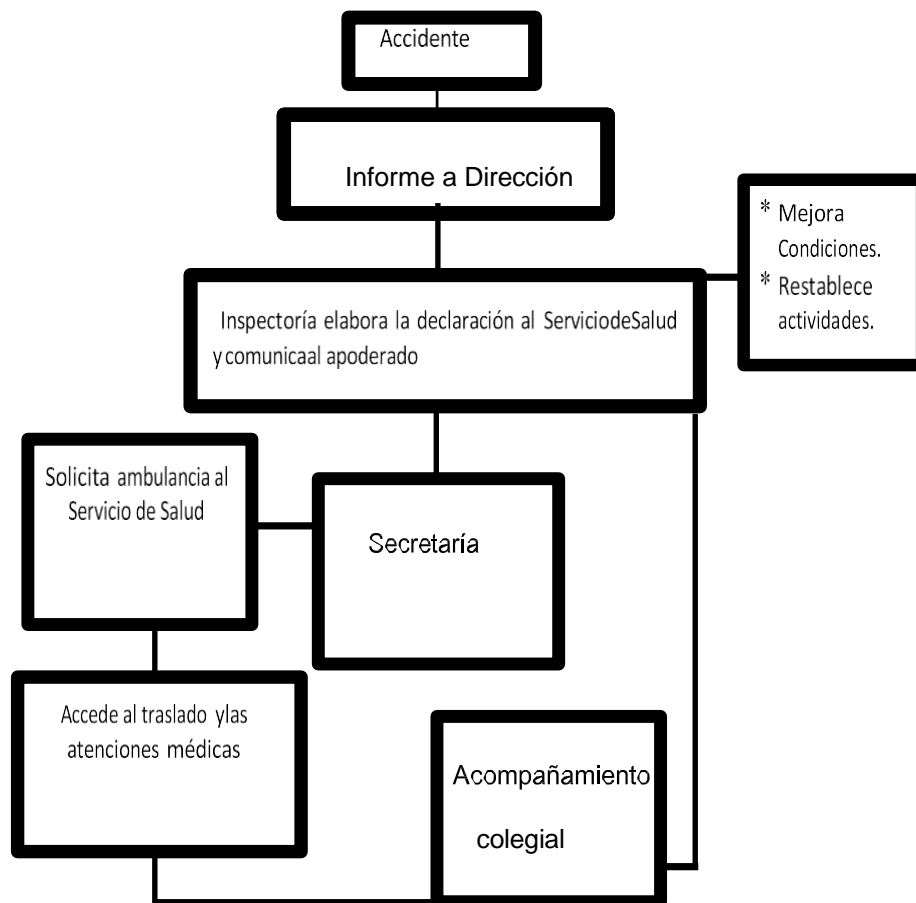 Accidente
Informe a Dirección
* Mejora
Condiciones.
* Restablece
actividades.
Inspectoría elabora la declaración al ServiciodeSalud
y comunicaal apoderado
Solicita ambulancia al
Servicio de Salud
Secretaría
Accede al traslado ylas
atenciones médicas
Acompañamiento
colegial